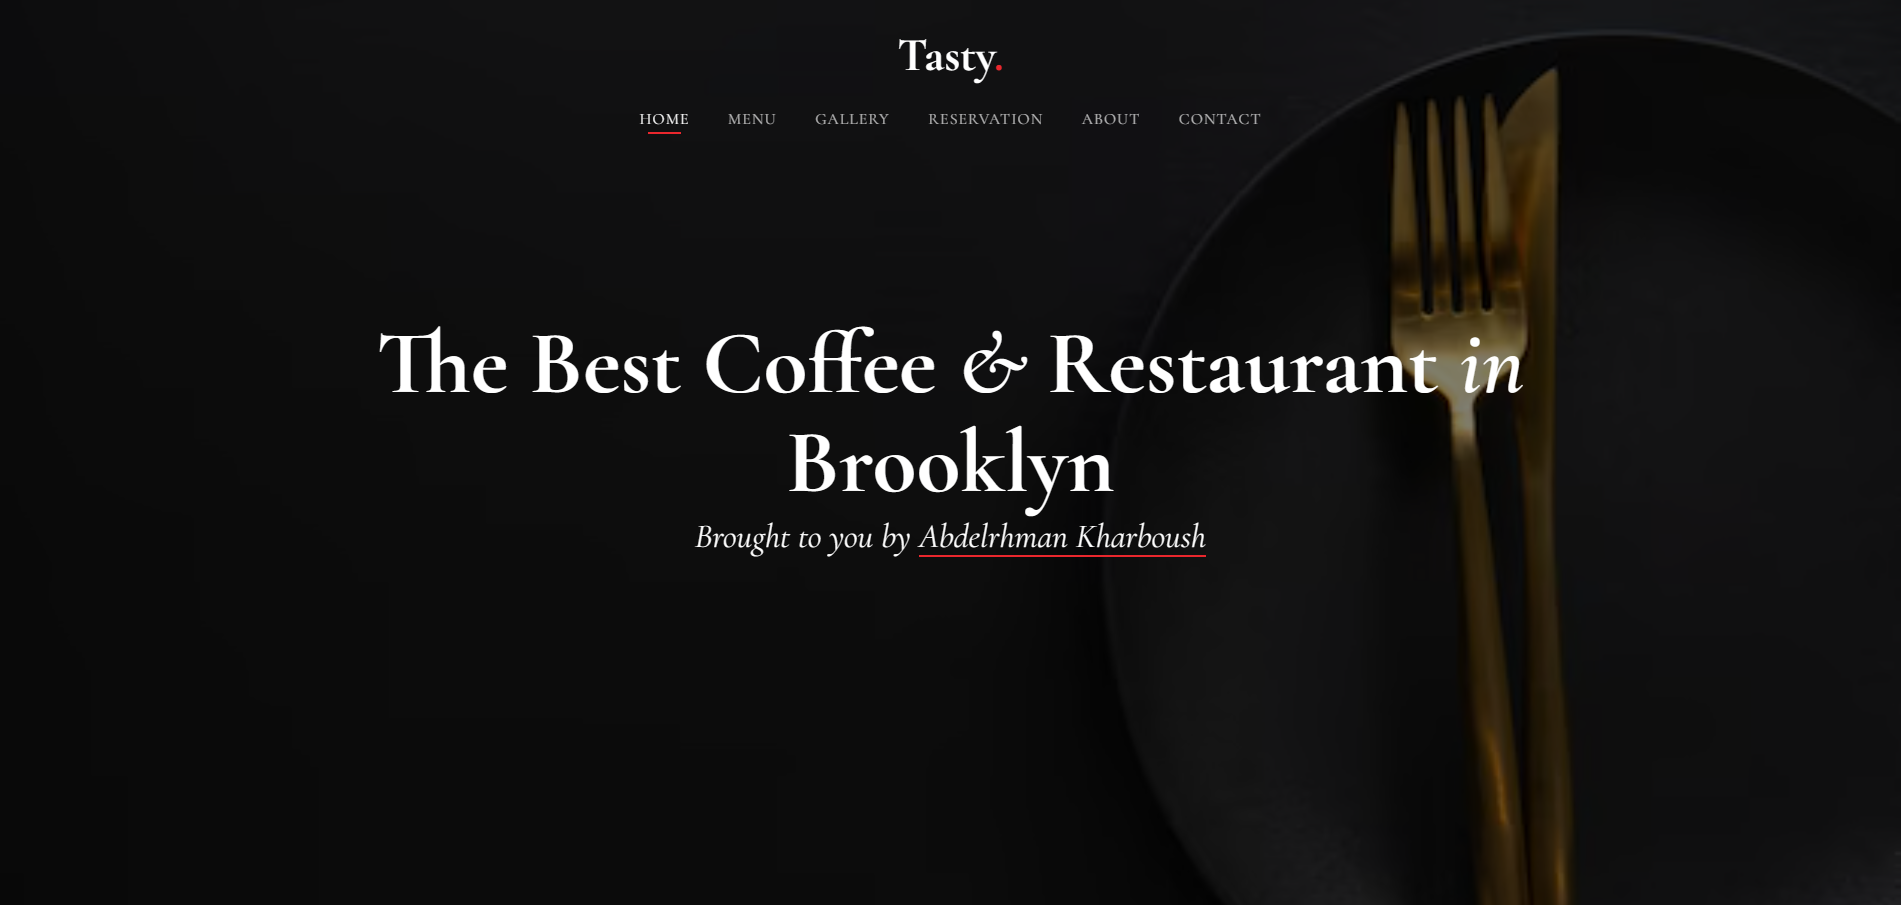 Tasty.
HOME MENU GALLERY RESERVATION ABOUT CONTACT
The Best Coffee & Restaurant in
Brooklyn
Brought to you by Abdelrhman Kharboush